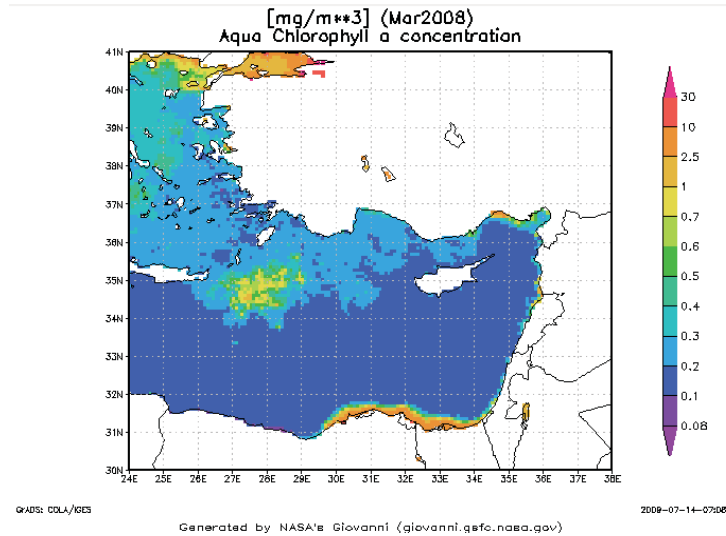 [mg/m**3] (Mar2008)
Aqua Chlorophyll a concentration
41N
40N
39N
38N
37N
36N
35N
34N
33N
32N
31N
30N
24E 25E 26E 27E 28E 29E 30E 31E 32E 33E 34E 35E 36E 37E 38E
30
10
2.5
1
0.7
0.6
0.5
0.4
0.3
0.2
0.1
0.08
GrADS: COLA/IGES
2009-07-14-07:06
Generated by NASA's Giovanni (giovanni.gsfc.nasa.gov)